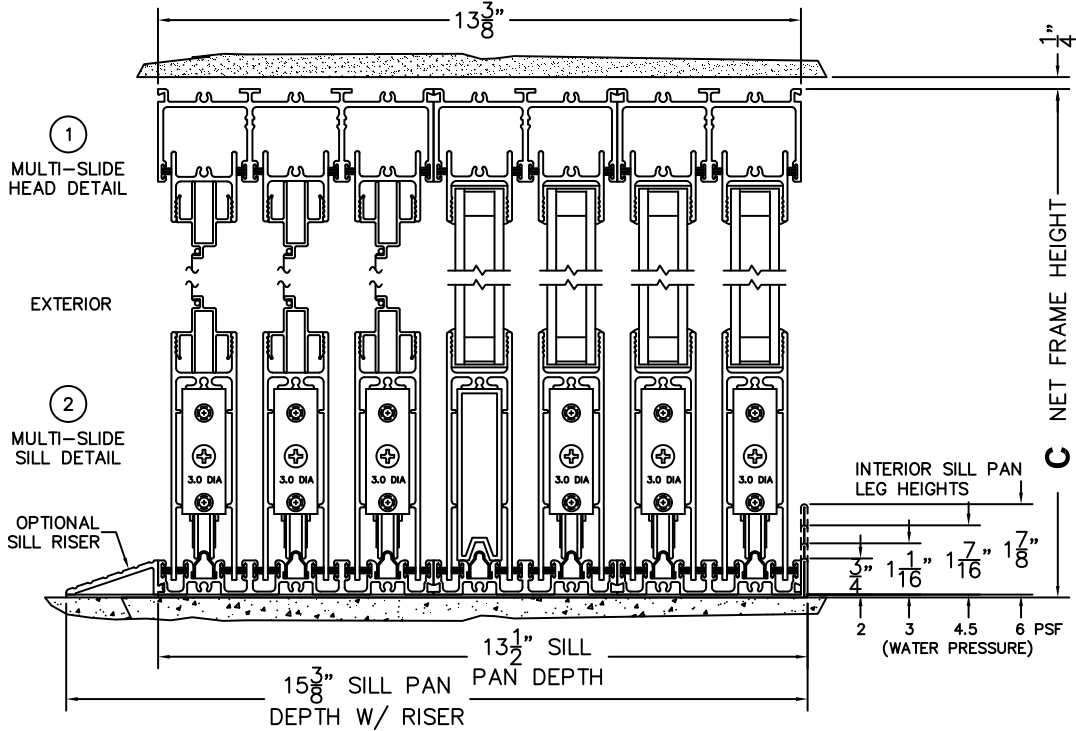 13 3/8"
1/4"
1
MULTI-SLIDE
HEAD DETAIL
EXTERIOR
2
MULTI-SLIDE
SILL DETAIL
OPTIONAL
SILL RISER
3.0 DIA
3.0 DIA
3.0 DIA
3.0 DIA
3.0 DIA
3.0 DIA
C NET FRAME HEIGHT
INTERIOR SILL PAN
LEG HEIGHTS
3/4"
1 1/16"
1 7/16"
1 7/8"
2 3 4.5 6 PSF
(WATER PRESSURE)
13 1/2" SILL
PAN DEPTH
15 3/8" SILL PAN
DEPTH W/ RISER